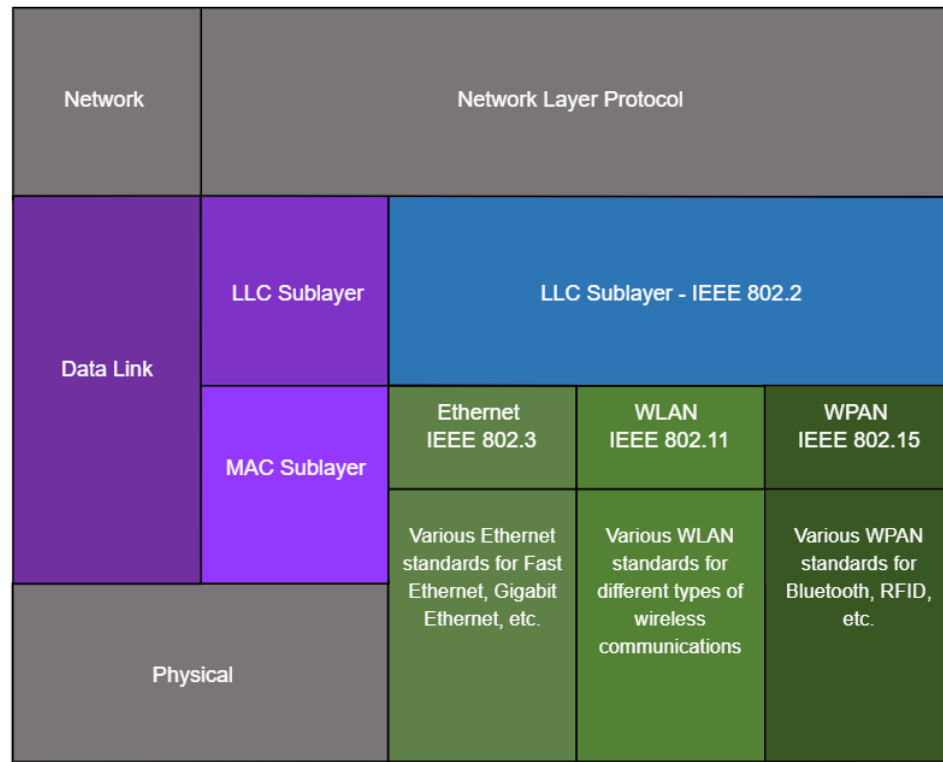 Network
Network Layer Protocol
Data Link
LLC Sublayer
LLC Sublayer - IEEE 802.2
MAC Sublayer
Ethernet
IEEE 802.3
WLAN
IEEE 802.11
WPAN
IEEE 802.15
Various Ethernet
standards for Fast
Ethernet, Gigabit
Ethernet, etc.
Various WLAN
standards for
different types of
wireless
communications
Various WPAN
standards for
Bluetooth, RFID,
etc.
Physical